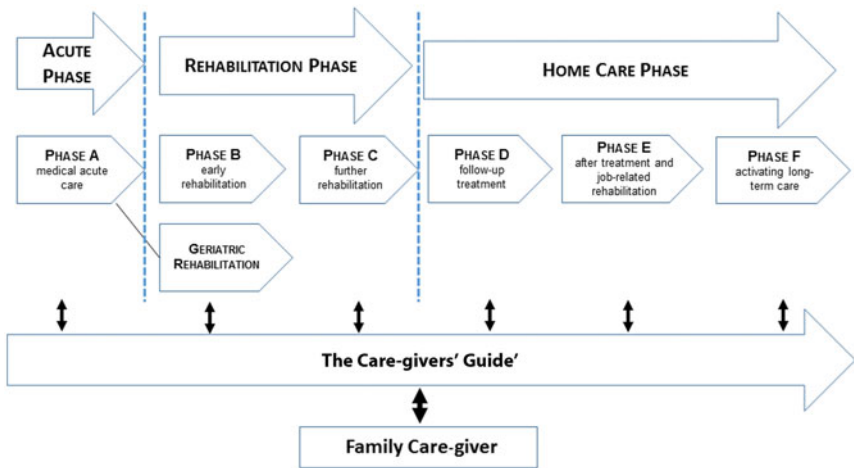 ACUTE
PHASE
REHABILITATION PHASE
HOME CARE PHASE
PHASE A
medical acute
care
PHASE B
early
rehabilitation
PHASE C
further
rehabilitation
PHASE D
follow-up
treatment
PHASE E
after treatment and
job-related
rehabilitation
PHASE F
activating long-
term care
GERIATRIC
REHABILITATION
The Care-givers' Guide'
Family Care-giver